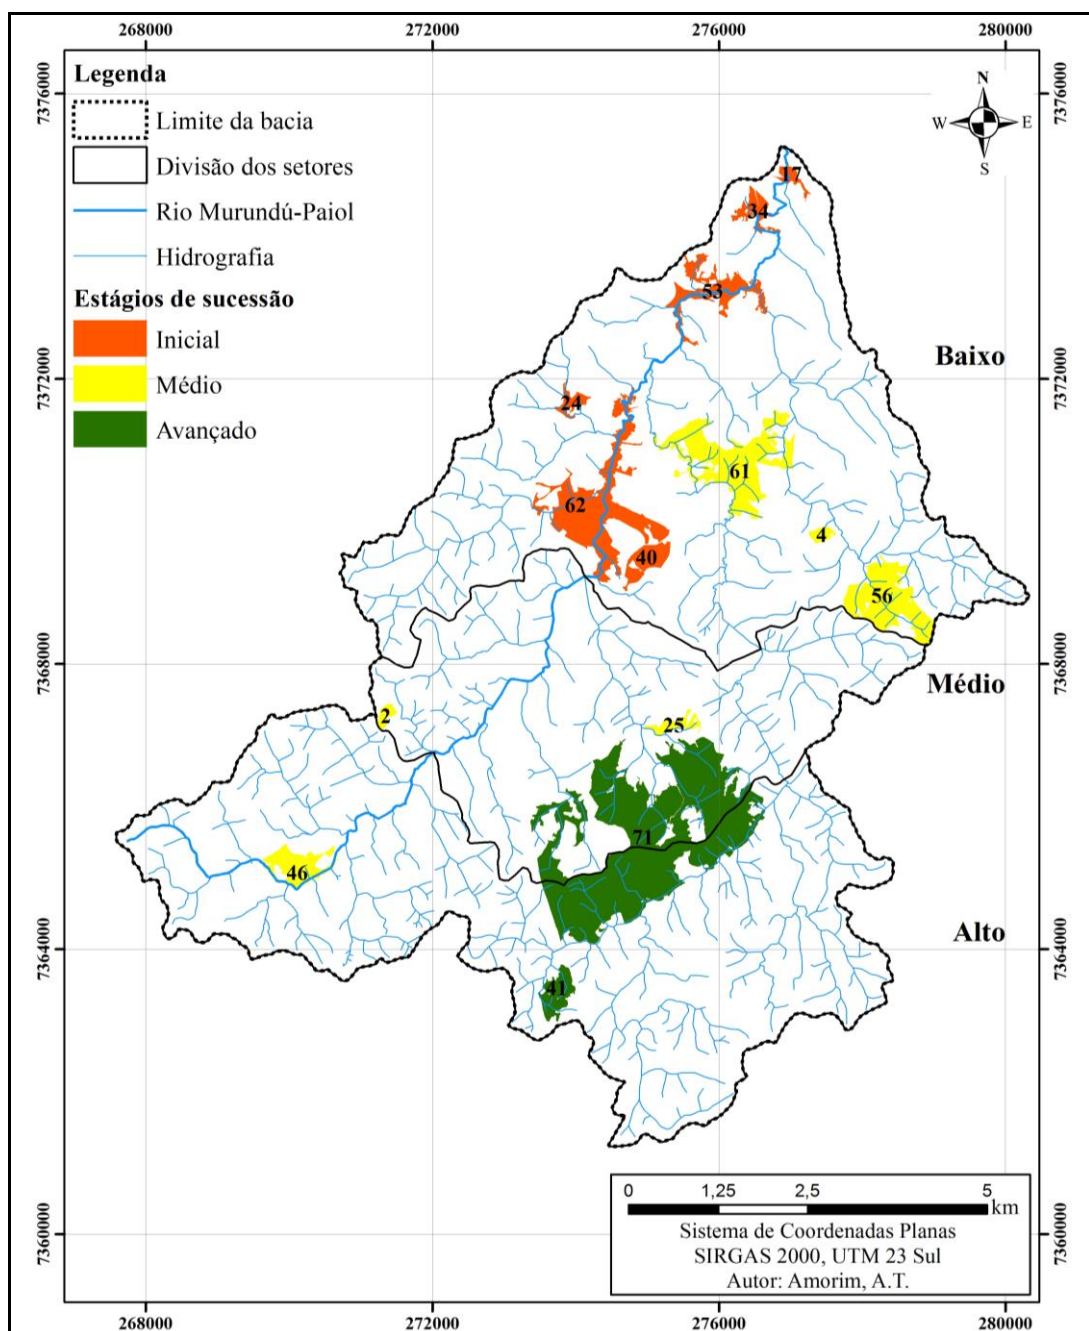 268000 272000 276000 280000
7376000 7376000
Legenda
Limite da bacia
Divisão dos setores
Rio Murundú-Paiol
Hidrografia
Estágios de sucessão
Inicial
Médio
Avançado
N
W E
S
17
34
53
Baixo
7372000 7372000
24
61
62
4
40
56
7368000 7368000
Médio
2
25
71
46
Alto
7364000 7364000
41
0 1,25 2,5 5
km
Sistema de Coordenadas Planas
SIRGAS 2000, UTM 23 Sul
Autor: Amorim, A.T.
7360000 7360000
268000 272000 276000 280000